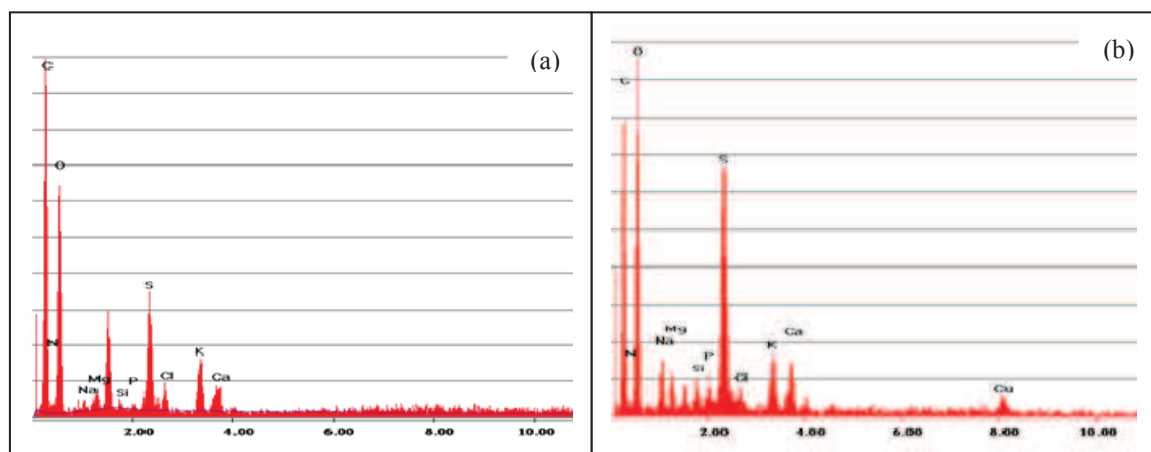 (a)
C
O
N
Na
Mg
Si
P
S
Cl
K
Ca
2.00 4.00 6.00 8.00 10.00
(b)
O
C
N
Na
Mg
Si
P
S
Cl
K
Ca
Cu
2.00 4.00 6.00 8.00 10.00